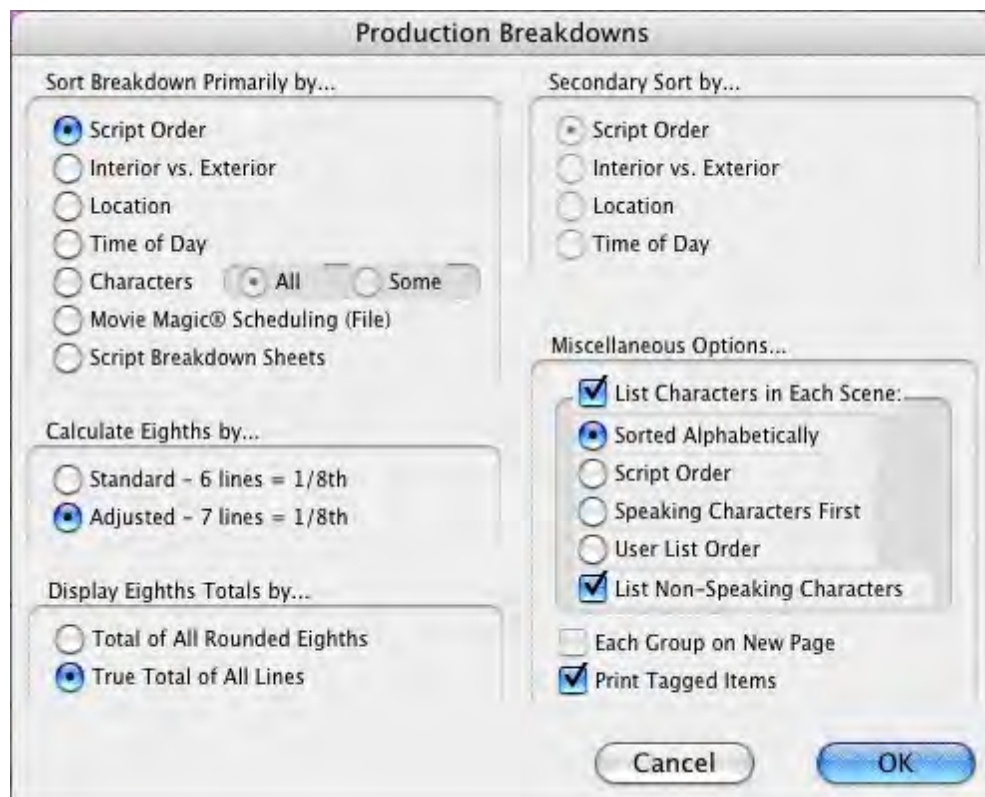 Production Breakdowns
Sort Breakdown Primarily by...
Script Order
Interior vs. Exterior
Location
Time of Day
Characters All Some
Movie Magic® Scheduling (File)
Script Breakdown Sheets
Calculate Eighths by...
Standard - 6 lines = 1/8th
Adjusted - 7 lines = 1/8th
Display Eighths Totals by...
Total of All Rounded Eighths
True Total of All Lines
Secondary Sort by...
Script Order
Interior vs. Exterior
Location
Time of Day
Miscellaneous Options...
List Characters in Each Scene:
Sorted Alphabetically
Script Order
Speaking Characters First
User List Order
List Non-Speaking Characters
Each Group on New Page
Print Tagged Items
Cancel OK